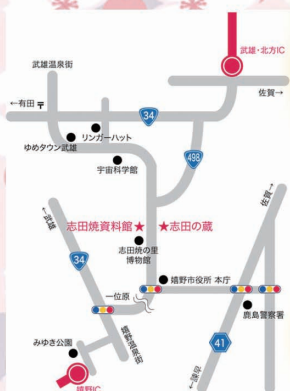 武雄・北方IC
武雄温泉街
佐賀→
←有田 〒
34
リンガーハット
ゆめタウン武雄
宇宙科学館
498
佐賀→
←武雄
志田焼資料館★ ★志田の蔵
志田焼の里
博物館
34
嬉野市役所 本庁
一位原
鹿島警察署
嬉野温泉街
41
みゆき公園
←諫早
嬉野IC